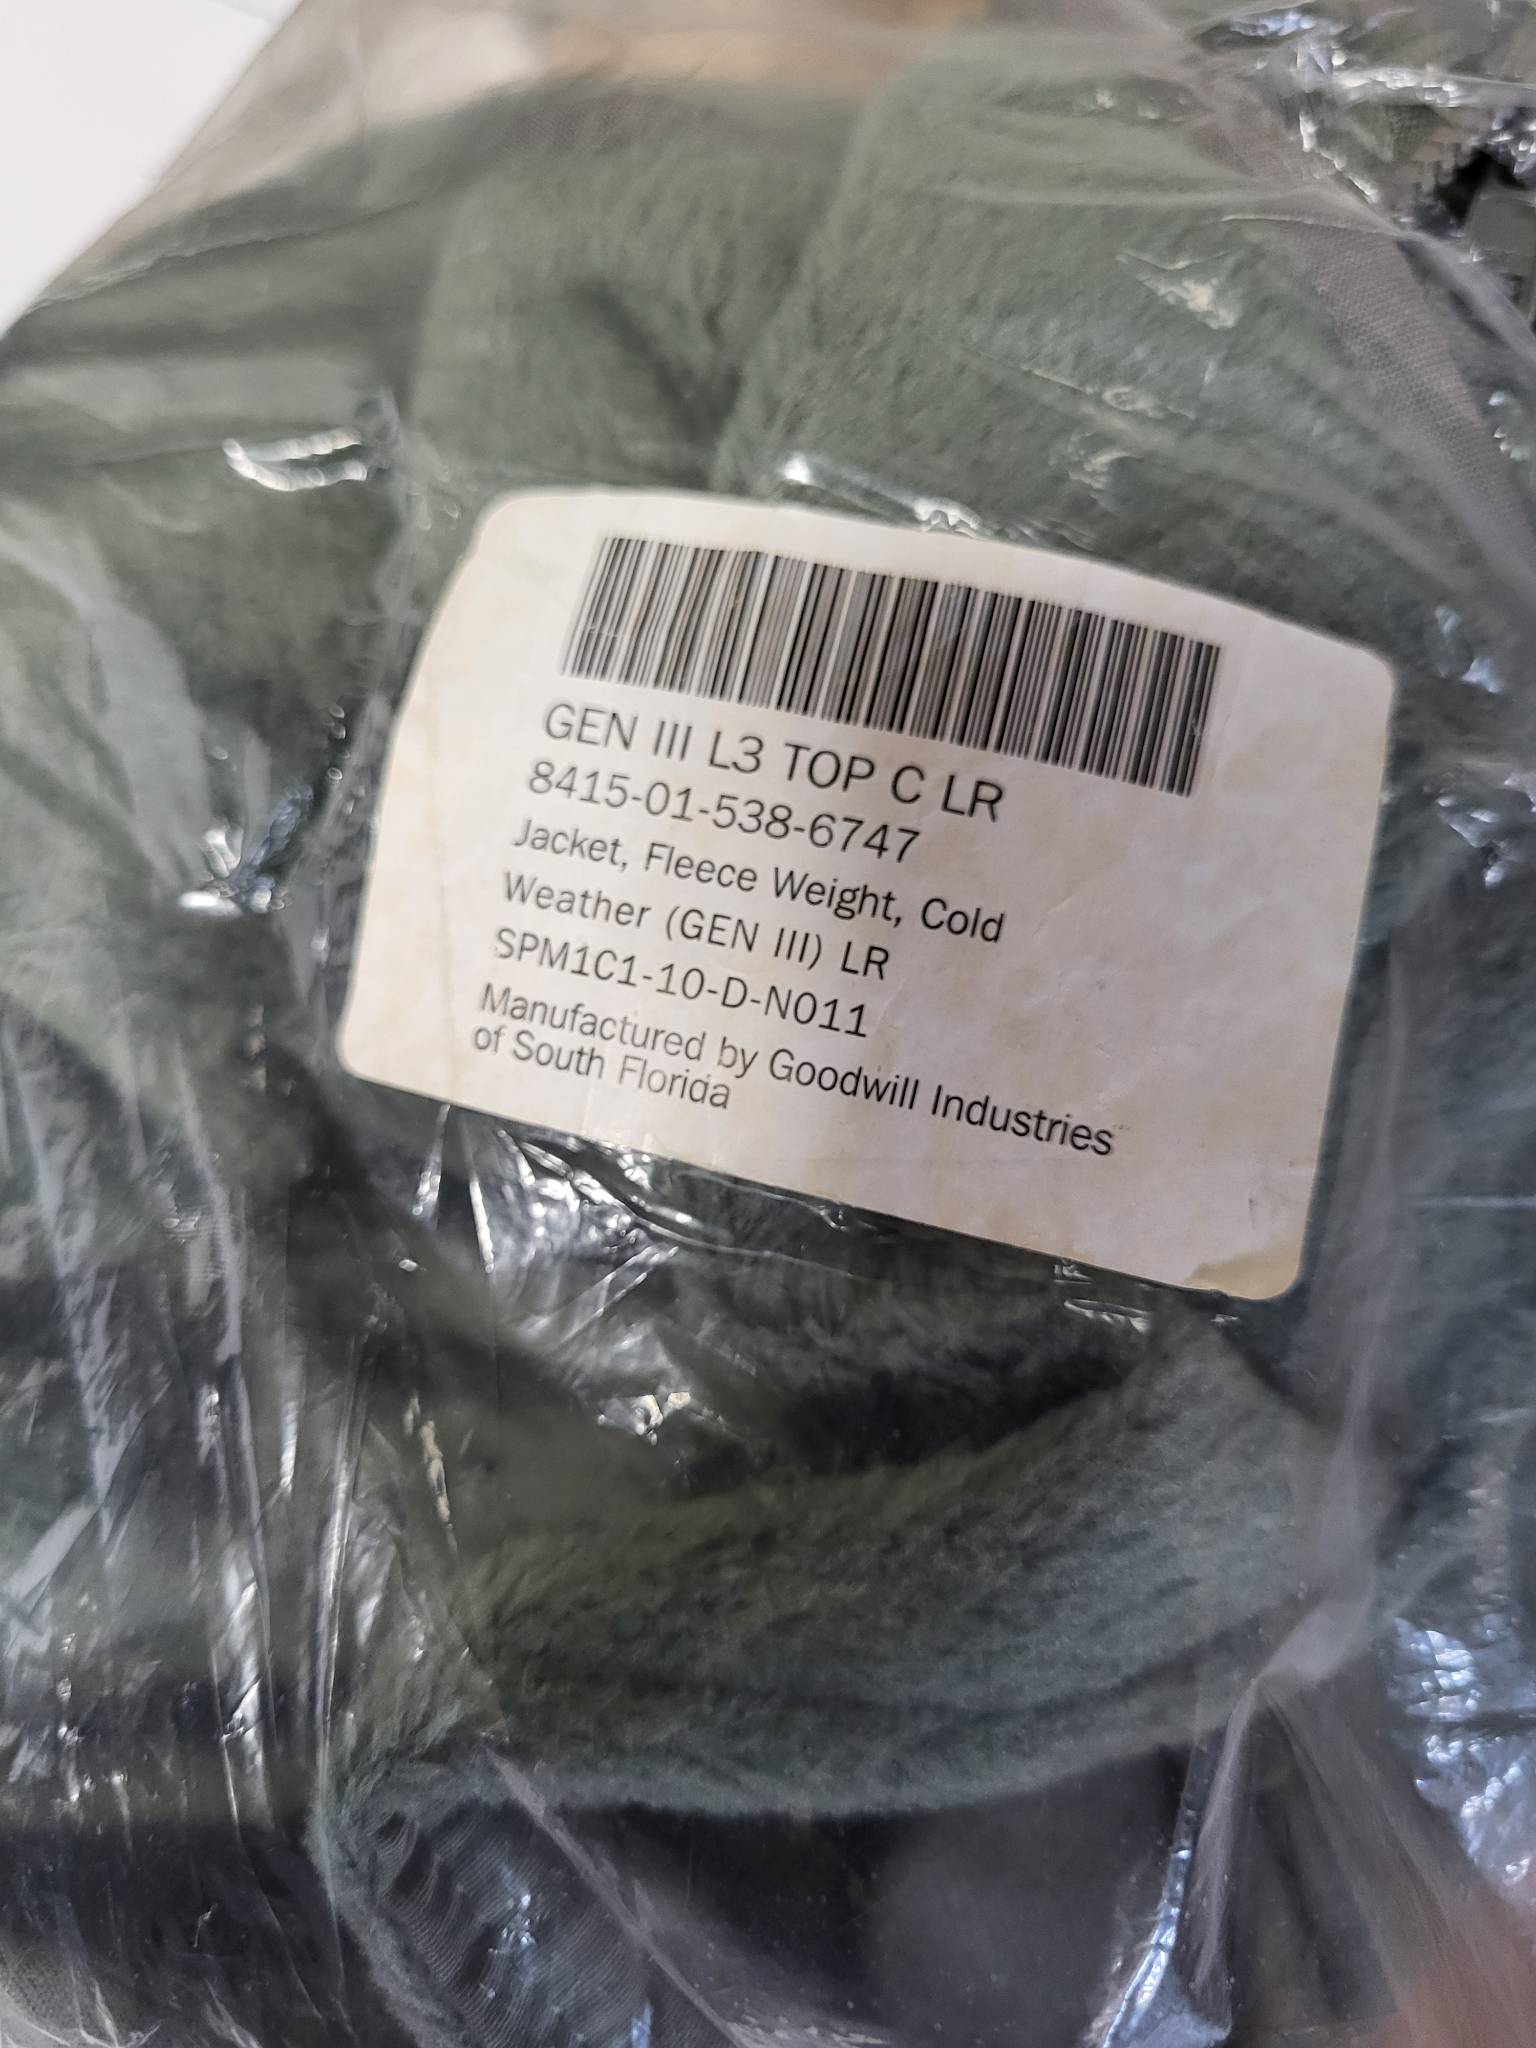 GEN III L3 TOP C LR
8415-01-538-6747
Jacket, Fleece Weight, Cold
Weather (GEN III) LR
SPM1C1-10-D-N011
Manufactured by Goodwill Industries
of South Florida